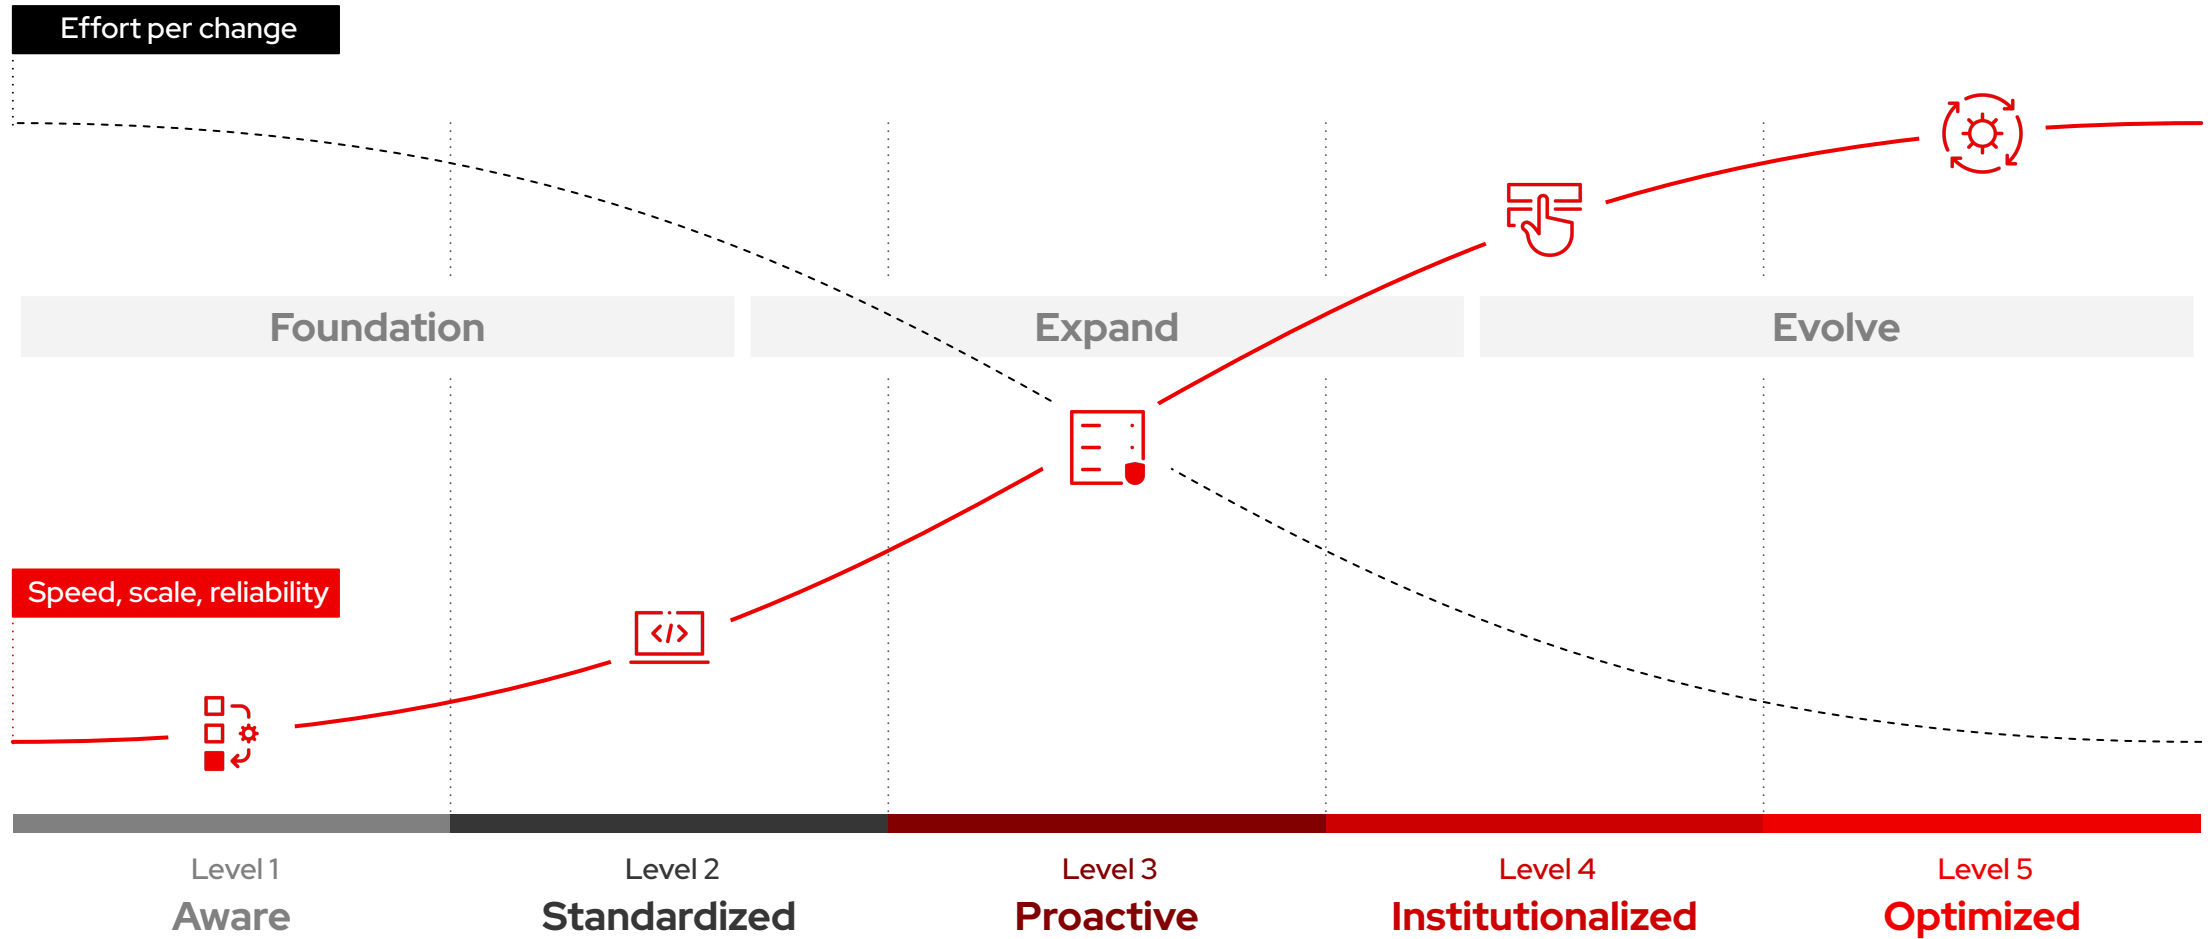 Effort per change
Foundation
Expand
Evolve
Speed, scale, reliability
</>
Level 1
Aware
Level 2
Standardized
Level 3
Proactive
Level 4
Institutionalized
Level 5
Optimized